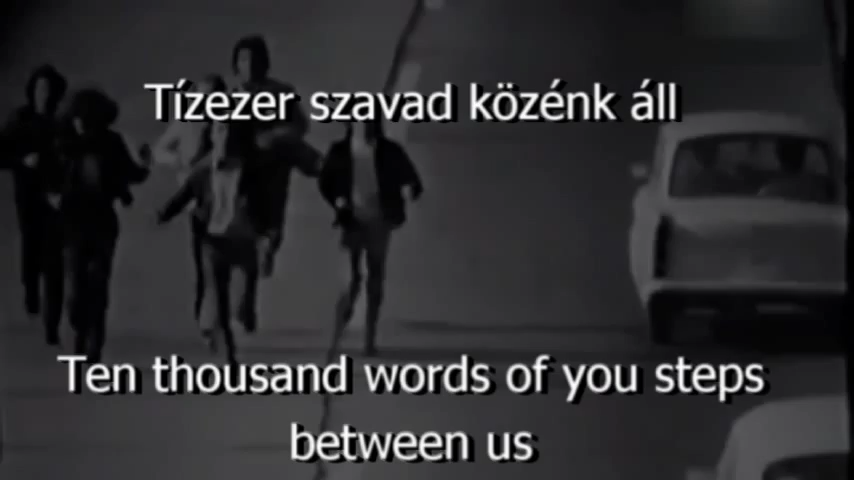 Tízezer szavad közénk áll
Ten thousand words of you steps
between us